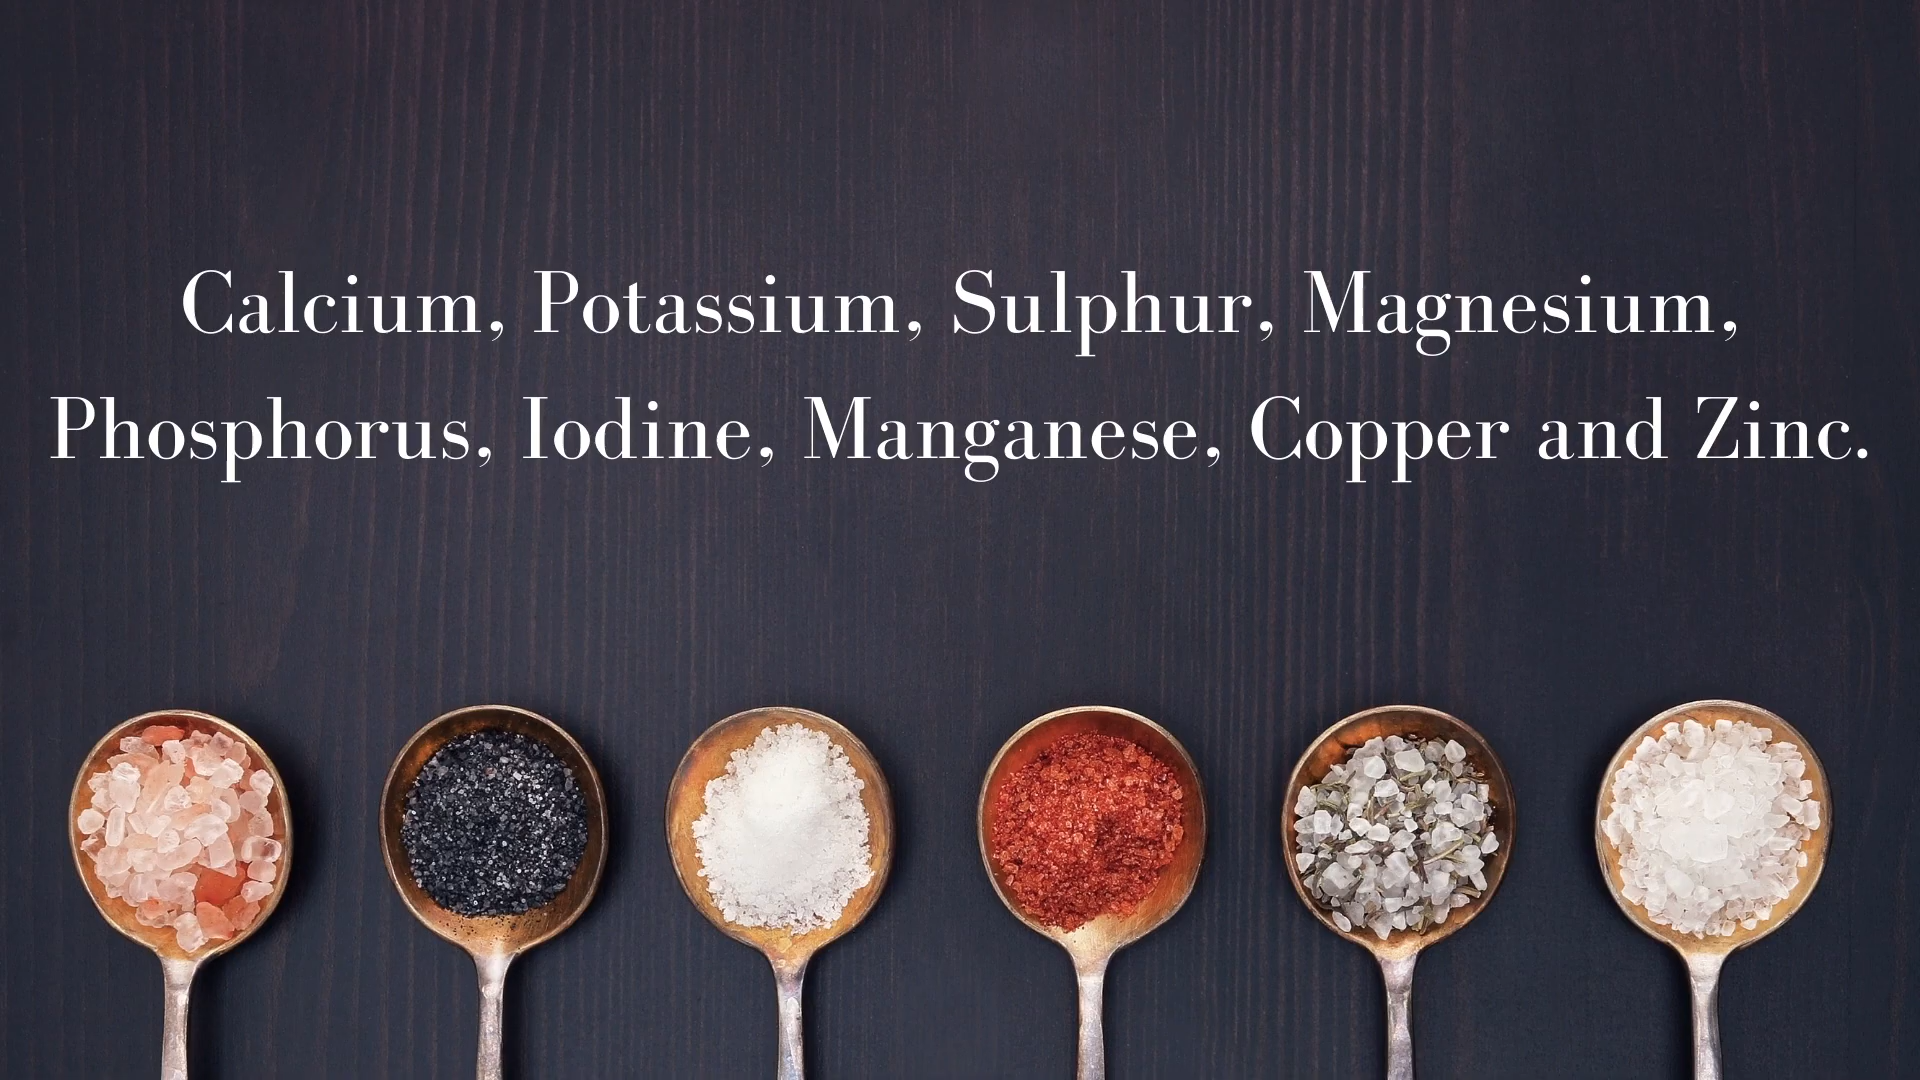 Calcium, Potassium, Sulphur, Magnesium,
Phosphorus, Iodine, Manganese, Copper and Zinc.